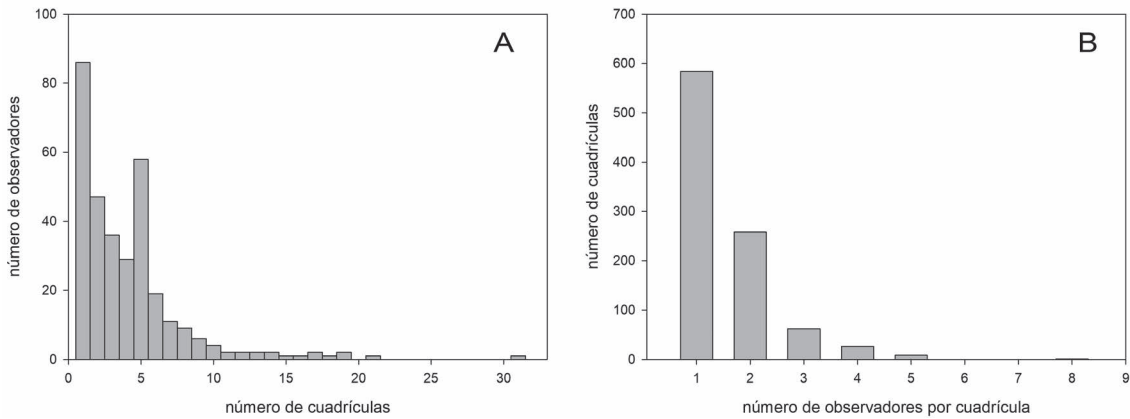 A
número de observadores
100
80
60
40
20
0
0 5 10 15 20 25 30
número de cuadrículas
B
número de cuadrículas
700
600
500
400
300
200
100
0
1 2 3 4 5 6 7 8 9
número de observadores por cuadrícula